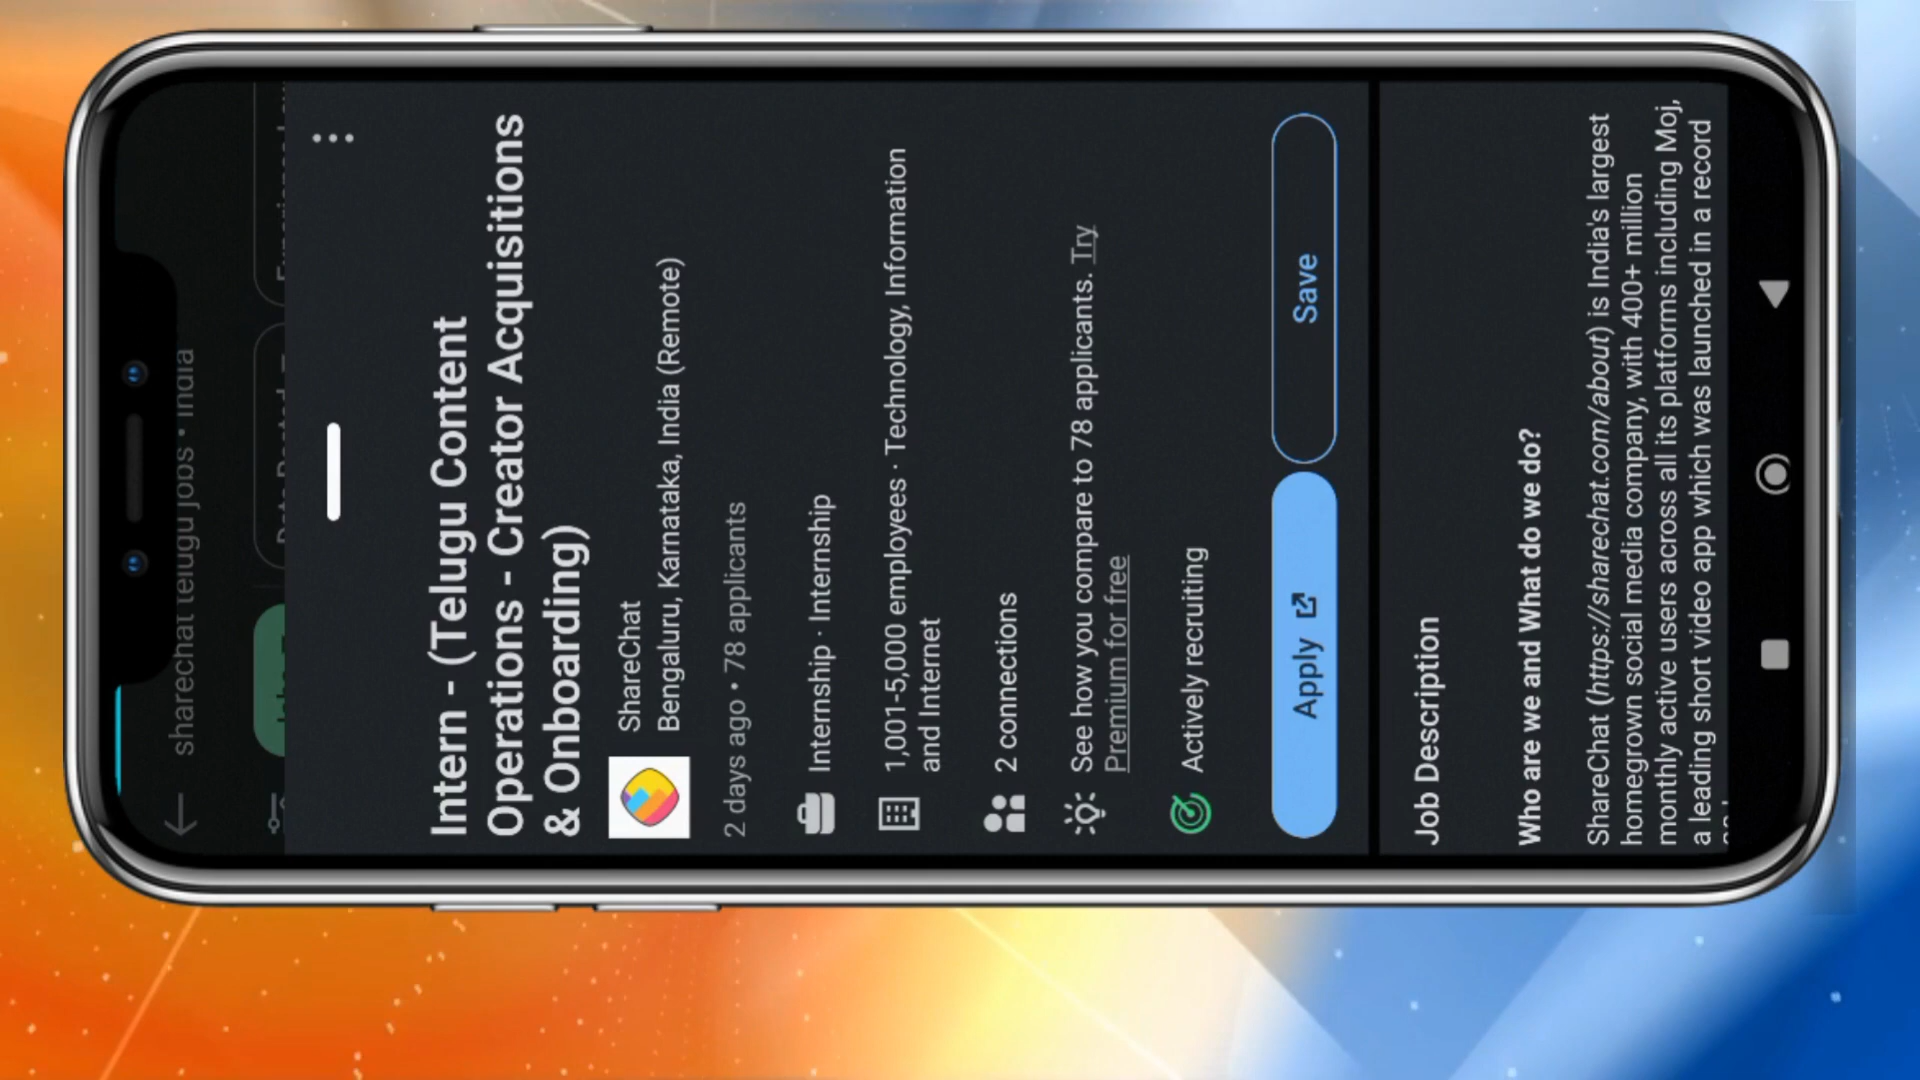 sharechat telugu jobs • India
Intern - (Telugu Content
Operations - Creator Acquisitions
& Onboarding)
ShareChat
Bengaluru, Karnataka, India (Remote)
2 days ago • 78 applicants
Internship · Internship
1,001-5,000 employees · Technology, Information
and Internet
2 connections
See how you compare to 78 applicants. Try
Premium for free
Actively recruiting
Apply
Save
Job Description
Who are we and What do we do?
ShareChat (https://sharechat.com/about) is India's largest
homegrown social media company, with 400+ million
monthly active users across all its platforms including Moj,
a leading short video app which was launched in a record